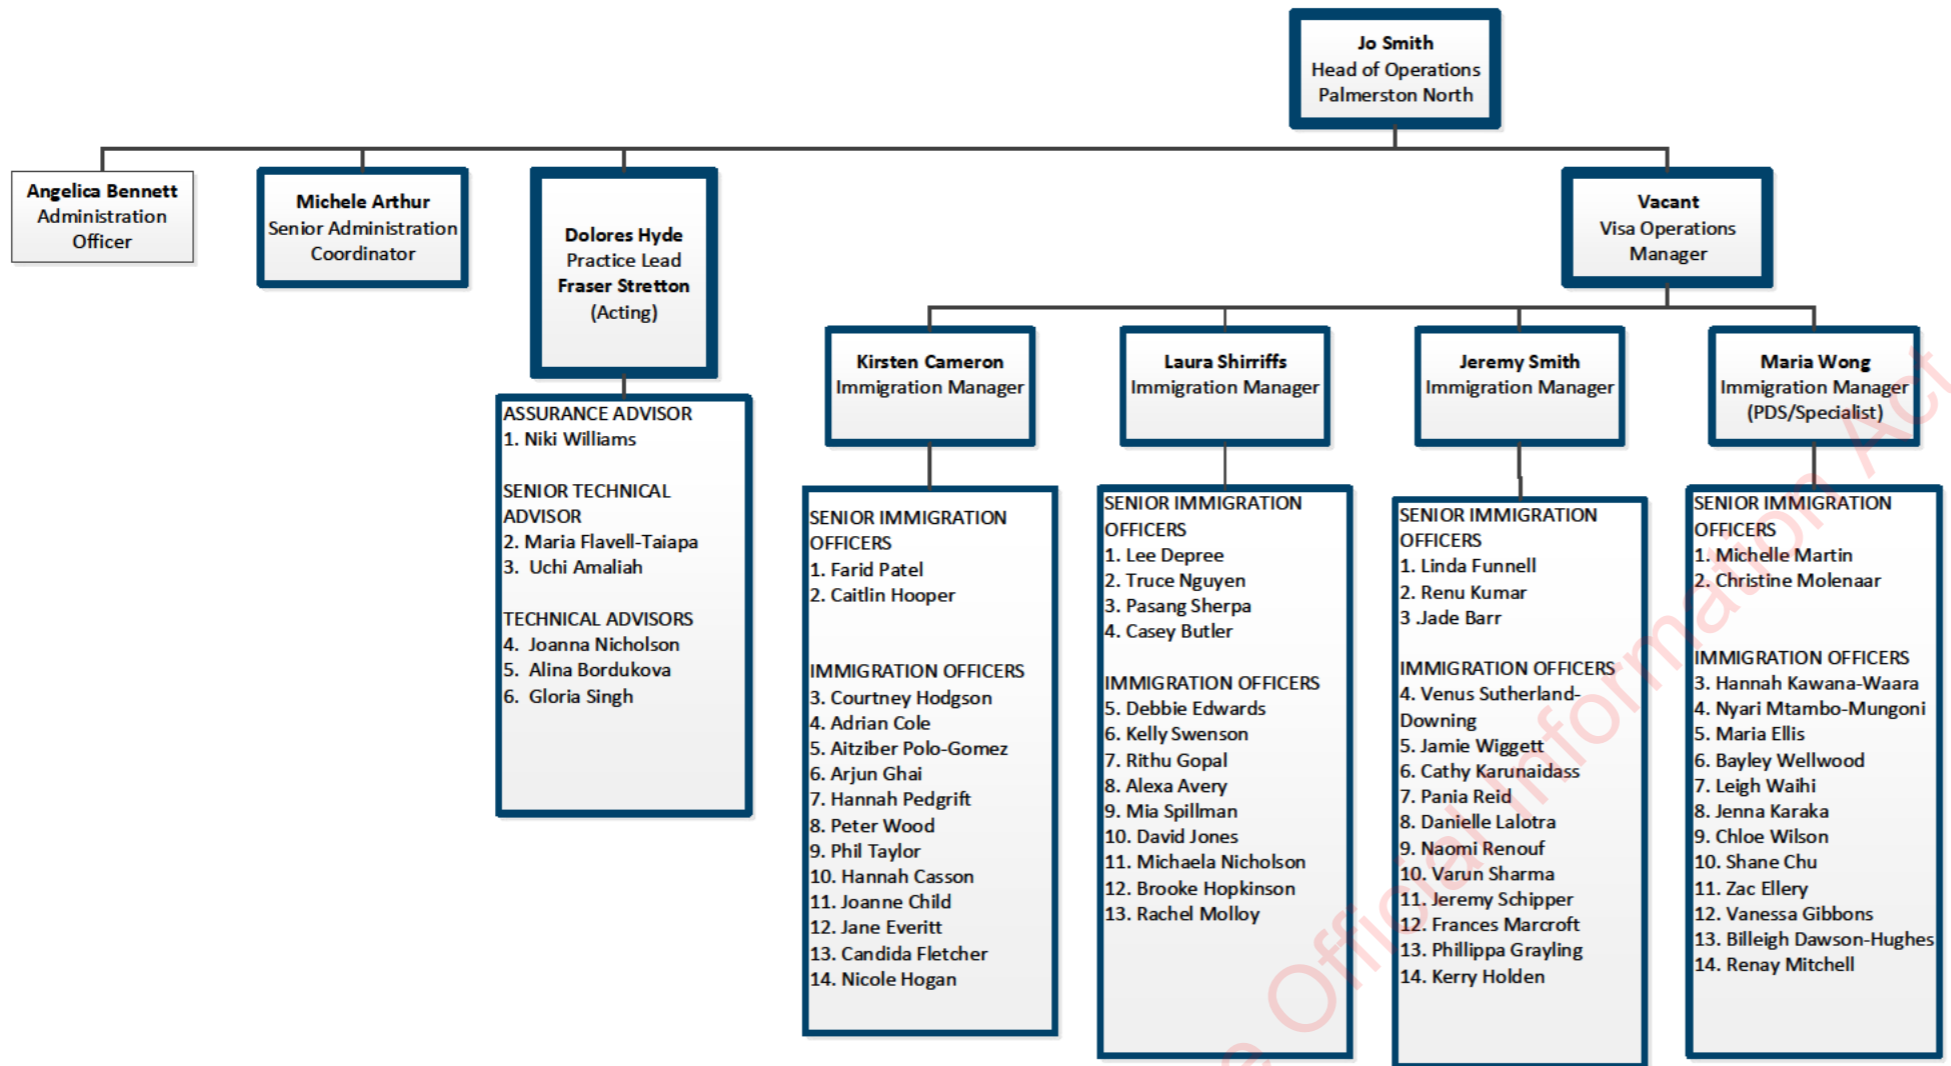 Jo Smith
Head of Operations
Palmerston North
Angelica Bennett
Administration
Officer
Michele Arthur
Senior Administration
Coordinator
Dolores Hyde
Practice Lead
Fraser Stretton
(Acting)
Vacant
Visa Operations
Manager
Kirsten Cameron
Immigration Manager
Laura Shirriffs
Immigration Manager
Jeremy Smith
Immigration Manager
Maria Wong
Immigration Manager
(PDS/Specialist)
ASSURANCE ADVISOR
1. Niki Williams
SENIOR TECHNICAL
ADVISOR
2. Maria Flavell-Taiapa
3. Uchi Amaliah
TECHNICAL ADVISORS
4. Joanna Nicholson
5. Alina Bordukova
6. Gloria Singh
SENIOR IMMIGRATION
OFFICERS
1. Farid Patel
2. Caitlin Hooper
IMMIGRATION OFFICERS
3. Courtney Hodgson
4. Adrian Cole
5. Aitziber Polo-Gomez
6. Arjun Ghai
7. Hannah Pedgrift
8. Peter Wood
9. Phil Taylor
10. Hannah Casson
11. Joanne Child
12. Jane Everitt
13. Candida Fletcher
14. Nicole Hogan
SENIOR IMMIGRATION
OFFICERS
1. Lee Depree
2. Truce Nguyen
3. Pasang Sherpa
4. Casey Butler
IMMIGRATION OFFICERS
5. Debbie Edwards
6. Kelly Swenson
7. Rithu Gopal
8. Alexa Avery
9. Mia Spillman
10. David Jones
11. Michaela Nicholson
12. Brooke Hopkinson
13. Rachel Molloy
SENIOR IMMIGRATION
OFFICERS
1. Linda Funnell
2. Renu Kumar
3 .Jade Barr
IMMIGRATION OFFICERS
4. Venus Sutherland-
Downing
5. Jamie Wiggett
6. Cathy Karunaidass
7. Pania Reid
8. Danielle Lalotra
9. Naomi Renouf
10. Varun Sharma
11. Jeremy Schipper
12. Frances Marcroft
13. Phillippa Grayling
14. Kerry Holden
SENIOR IMMIGRATION
OFFICERS
1. Michelle Martin
2. Christine Molenaar
IMMIGRATION OFFICERS
3. Hannah Kawana-Waara
4. Nyari Mtambo-Mungoni
5. Maria Ellis
6. Bayley Wellwood
7. Leigh Waihi
8. Jenna Karaka
9. Chloe Wilson
10. Shane Chu
11. Zac Ellery
12. Vanessa Gibbons
13. Billeigh Dawson-Hughes
14. Renay Mitchell
Official Information Act